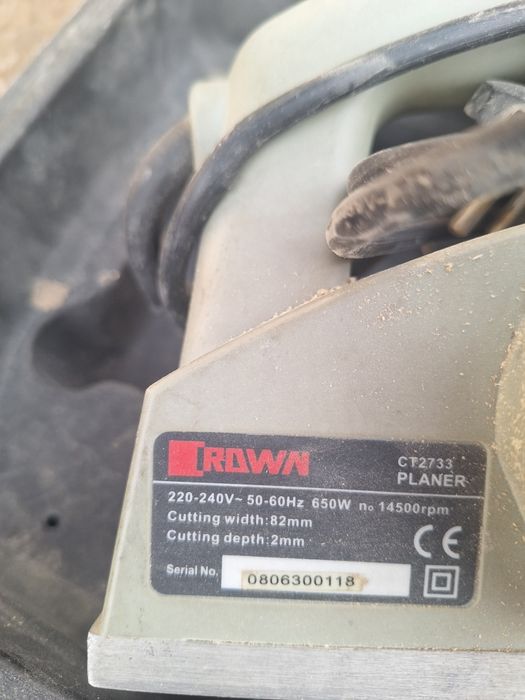 CROWN
CT2733
PLANER
220-240V~ 50-60Hz 650W n₀ 14500rpm
Cutting width:82mm
Cutting depth:2mm
CE
Serial No. 0806300118